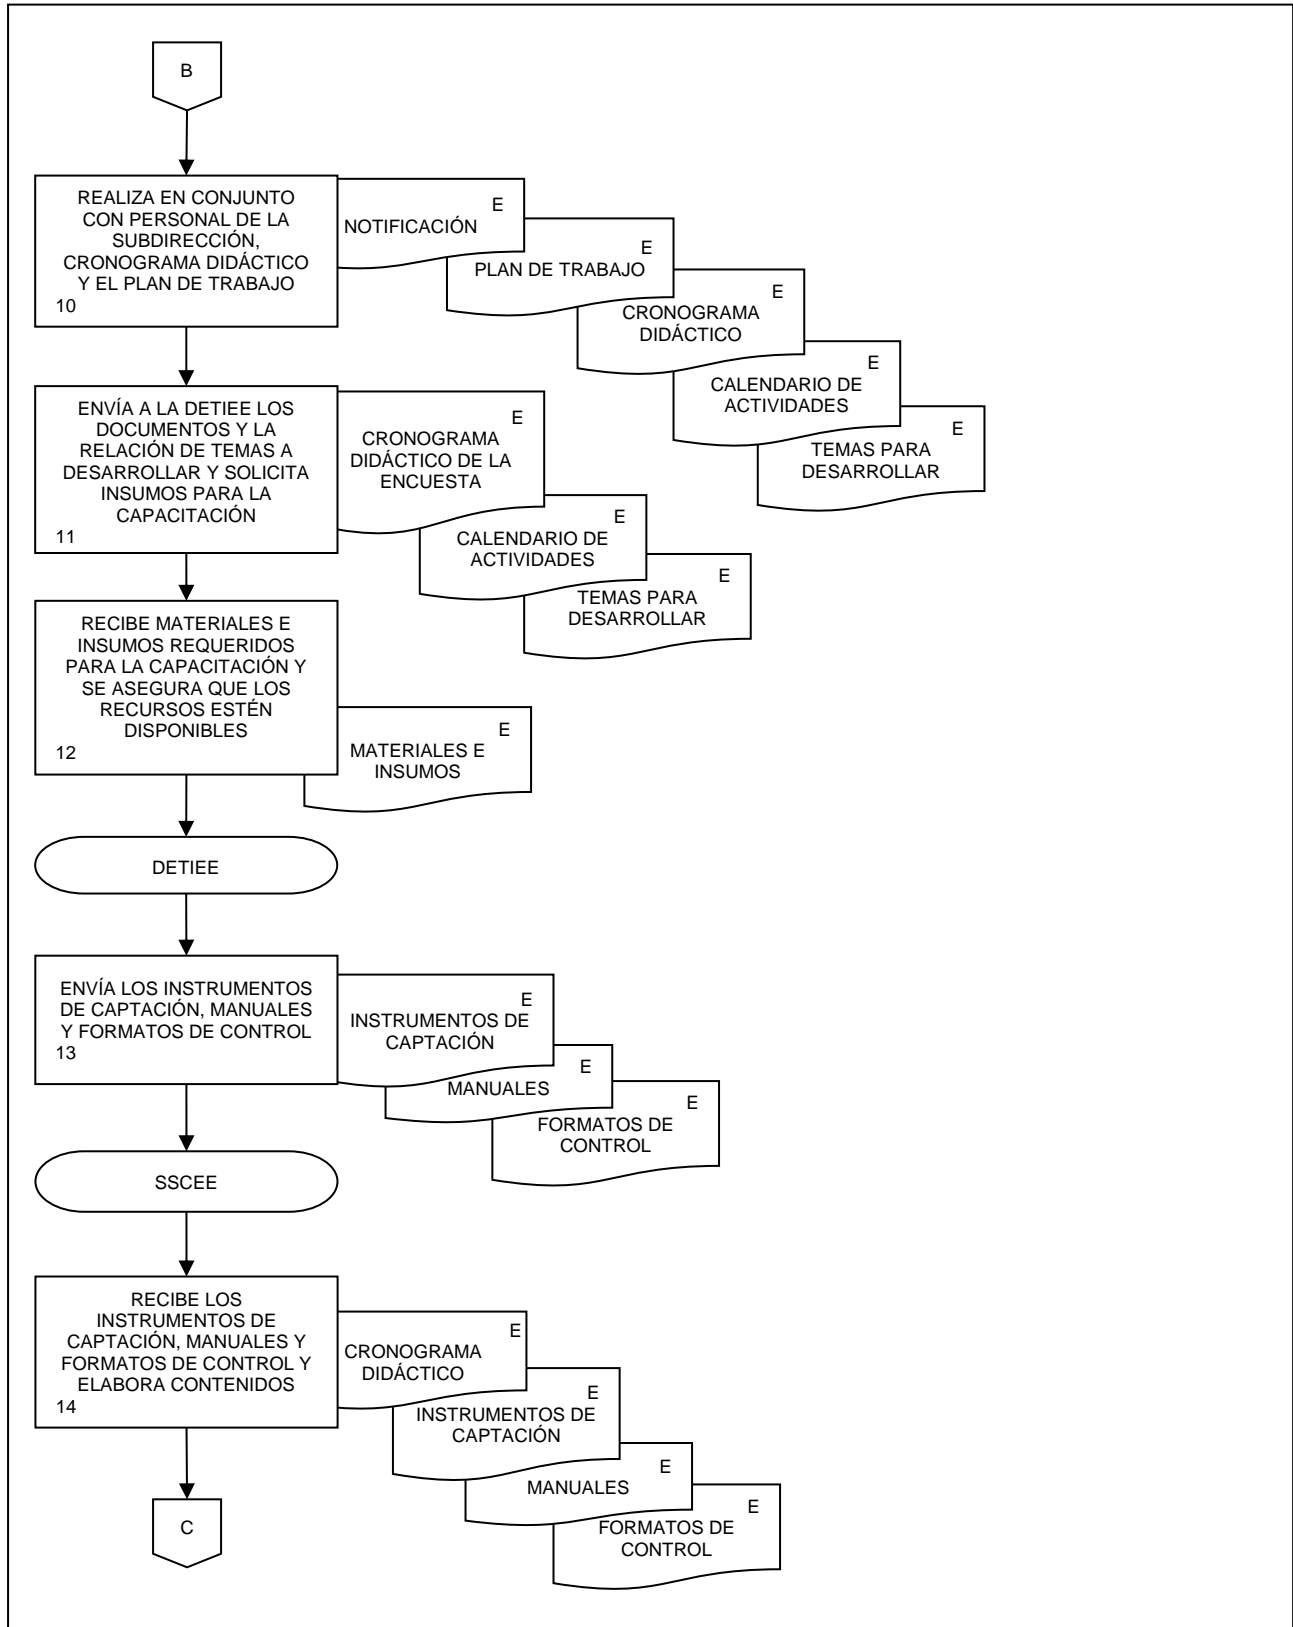 B
REALIZA EN CONJUNTO
CON PERSONAL DE LA
SUBDIRECCIÓN,
CRONOGRAMA DIDÁCTICO
Y EL PLAN DE TRABAJO
10
E
NOTIFICACIÓN
E
PLAN DE TRABAJO
E
CRONOGRAMA
DIDÁCTICO
E
CALENDARIO DE
ACTIVIDADES
E
TEMAS PARA
DESARROLLAR
ENVÍA A LA DETIEE LOS
DOCUMENTOS Y LA
RELACIÓN DE TEMAS A
DESARROLLAR Y SOLICITA
INSUMOS PARA LA
CAPACITACIÓN
11
E
CRONOGRAMA
DIDÁCTICO DE LA
ENCUESTA
E
CALENDARIO DE
ACTIVIDADES
E
TEMAS PARA
DESARROLLAR
RECIBE MATERIALES E
INSUMOS REQUERIDOS
PARA LA CAPACITACIÓN Y
SE ASEGURA QUE LOS
RECURSOS ESTÉN
DISPONIBLES
12
E
MATERIALES E
INSUMOS
DETIEE
ENVÍA LOS INSTRUMENTOS
DE CAPTACIÓN, MANUALES
Y FORMATOS DE CONTROL
13
E
INSTRUMENTOS DE
CAPTACIÓN
E
MANUALES
E
FORMATOS DE
CONTROL
SSCEE
RECIBE LOS
INSTRUMENTOS DE
CAPTACIÓN, MANUALES Y
FORMATOS DE CONTROL Y
ELABORA CONTENIDOS
14
E
CRONOGRAMA
DIDÁCTICO
E
INSTRUMENTOS DE
CAPTACIÓN
E
MANUALES
E
FORMATOS DE
CONTROL
C